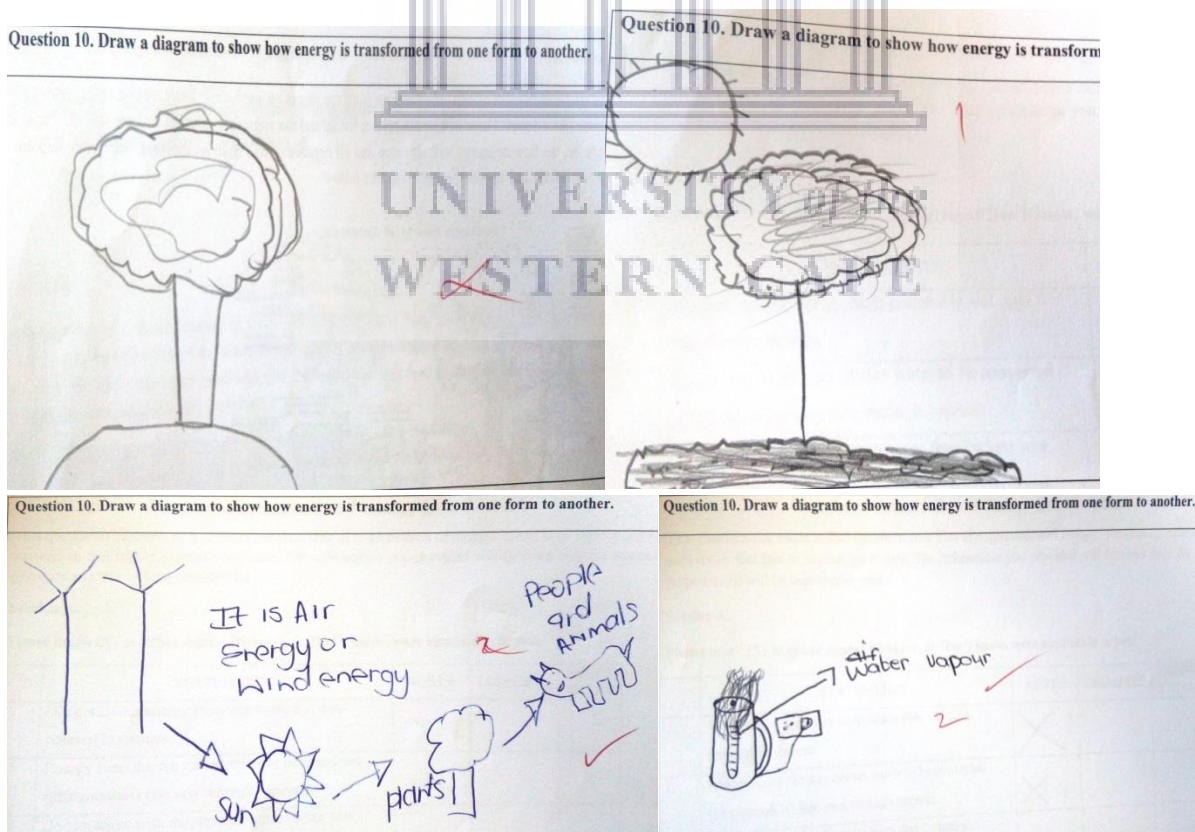 Question 10. Draw a diagram to show how energy is transformed from one form to another.
Question 10. Draw a diagram to show how energy is transform
1
UNIVERSITY of the
WESTERN CAPE
Question 10. Draw a diagram to show how energy is transformed from one form to another.
It is Air
Energy or
wind energy
2
People
and
Animals
sun
plants
Question 10. Draw a diagram to show how energy is transformed from one form to another.
air
water vapour
2